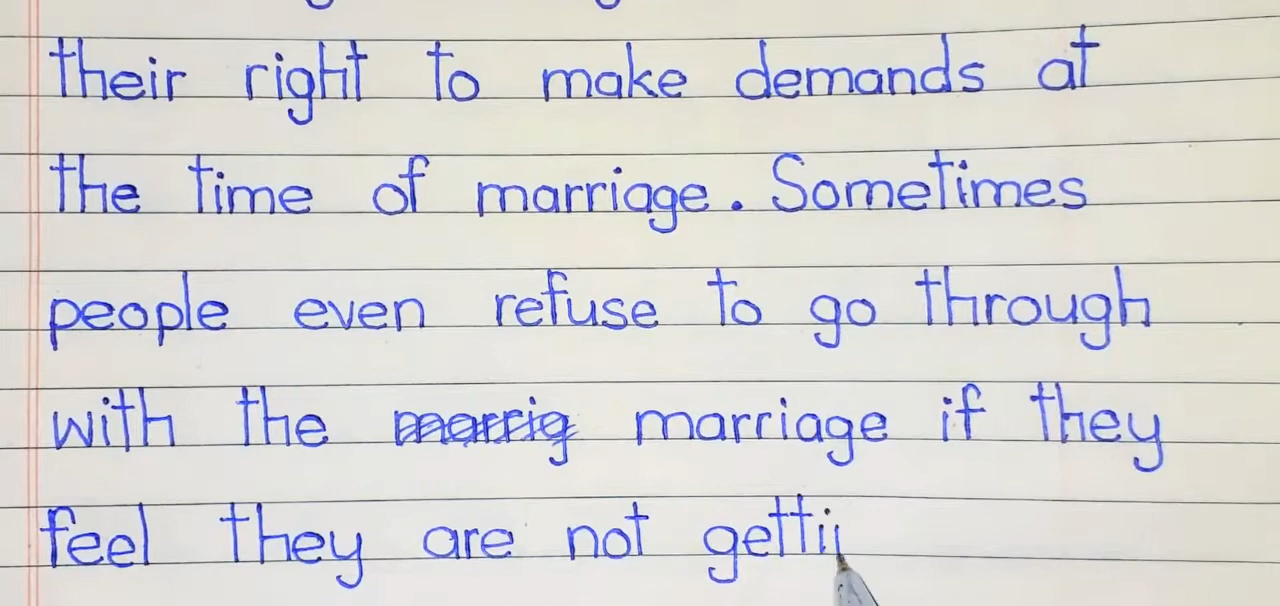 their right to make demands at
the time of marriage. Sometimes
people even refuse to go through
with the marrig marriage if they
feel they are not getti